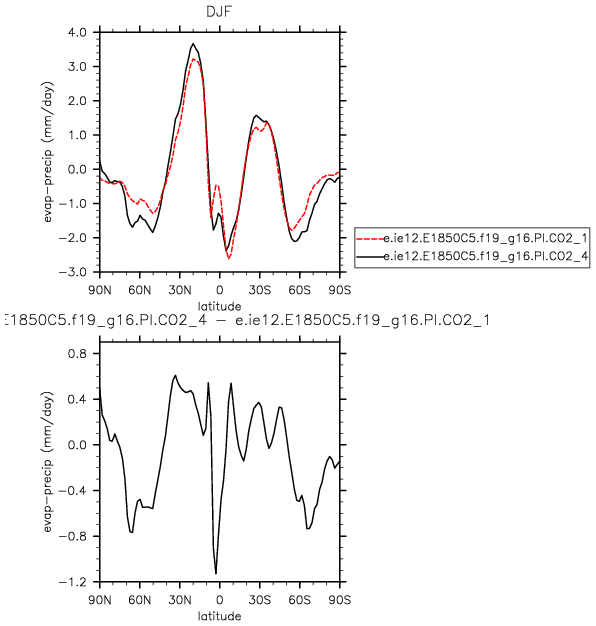 DJF
4.0
3.0
2.0
1.0
0.0
−1.0
−2.0
−3.0
evap−precip (mm/day)
90N 60N 30N 0 30S 60S 90S
latitude
e.ie12.E1850C5.f19_g16.PI.CO2_1
e.ie12.E1850C5.f19_g16.PI.CO2_4
E1850C5.f19_g16.PI.CO2_4 − e.ie12.E1850C5.f19_g16.PI.CO2_1
0.8
0.4
0.0
−0.4
−0.8
−1.2
evap−precip (mm/day)
90N 60N 30N 0 30S 60S 90S
latitude